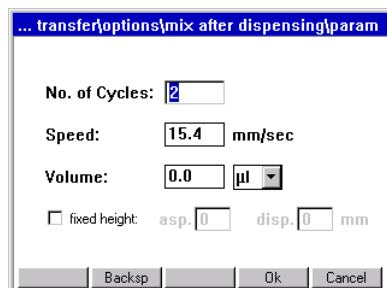 ... transfer\options\mix after dispensing\param
No. of Cycles: 2
Speed: 15.4 mm/sec
Volume: 0.0 µl
fixed height: asp. 0 disp. 0 mm
Backsp Ok Cancel